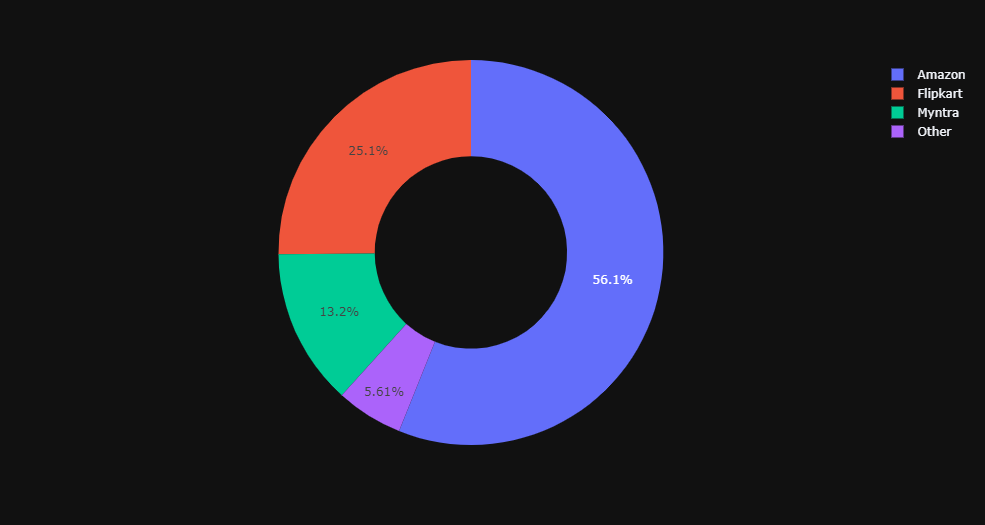 Amazon
Flipkart
Myntra
Other
25.1%
56.1%
13.2%
5.61%